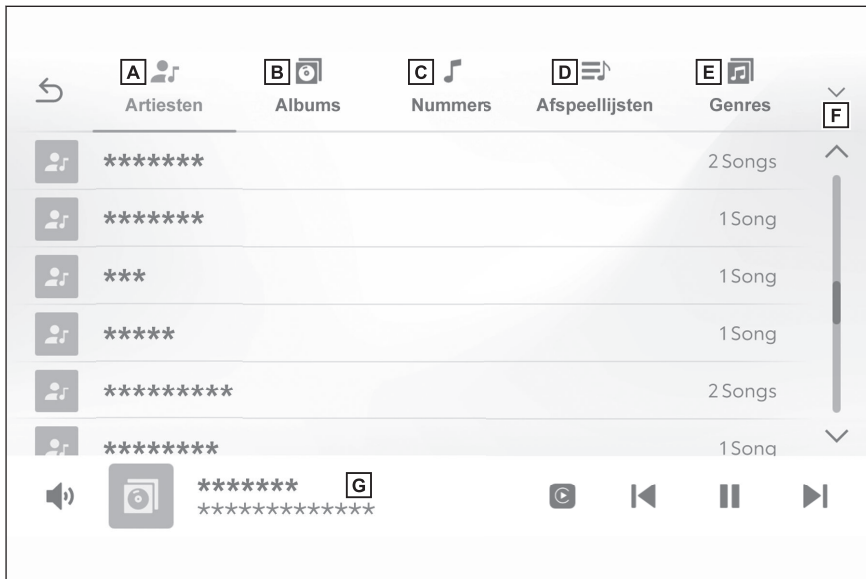 A B C D E
Artiesten Albums Nummers Afspeellijsten Genres
F
******* 2 Songs
******* 1 Song
*** 1 Song
***** 1 Song
********* 2 Songs
******** 1 Song
******* G
*************